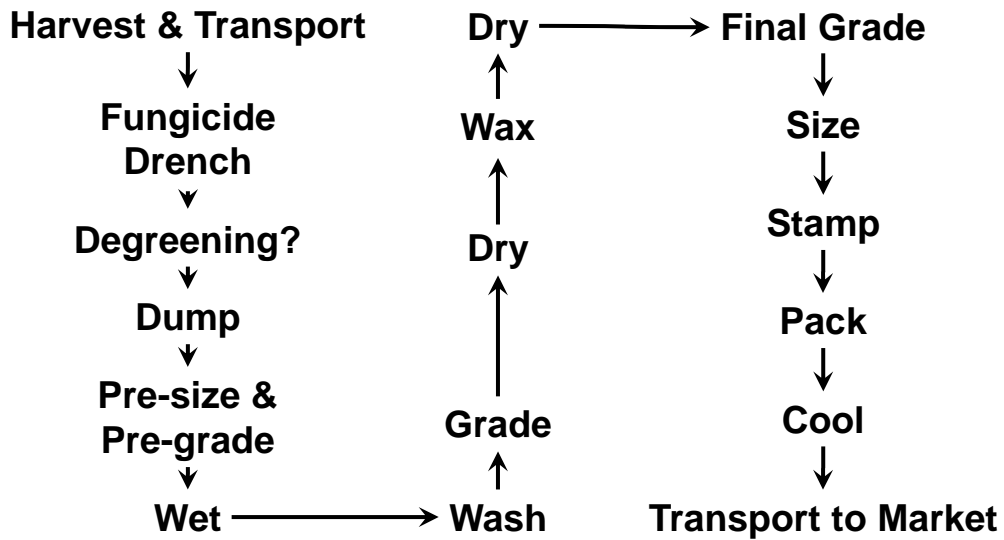 Harvest & Transport
Fungicide
Drench
Degreening?
Dump
Pre-size &
Pre-grade
Wet
Wash
Grade
Dry
Wax
Dry
Final Grade
Size
Stamp
Pack
Cool
Transport to Market